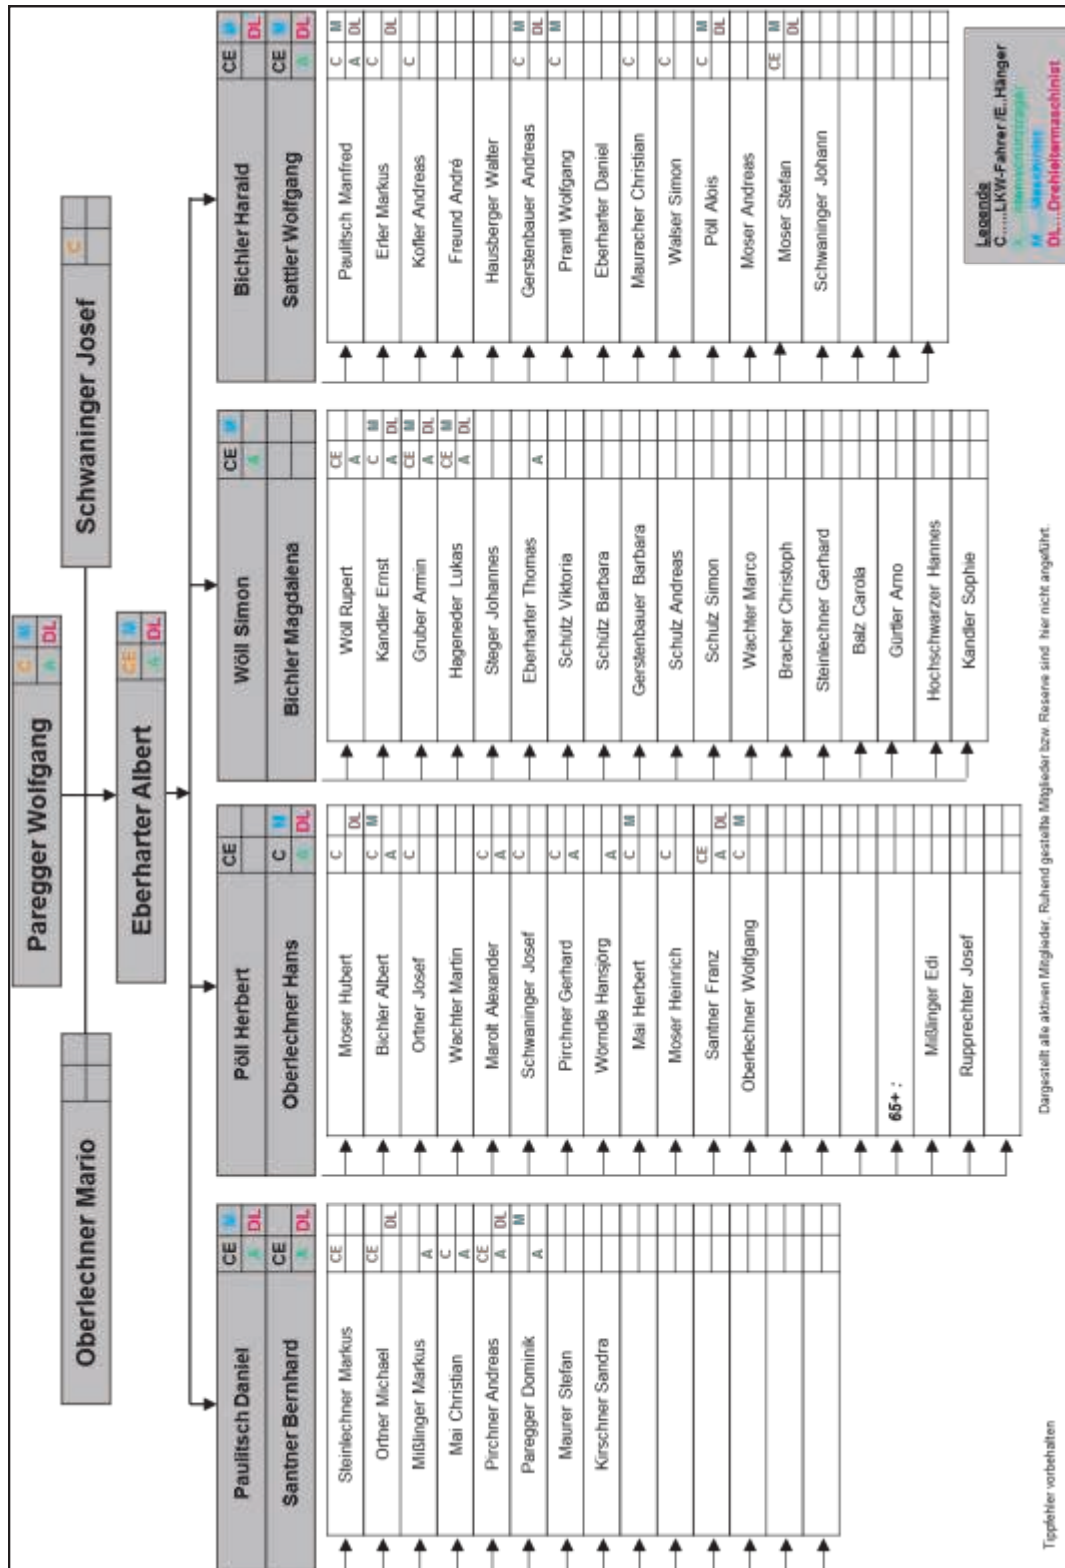 Paregger Wolfgang
C M
A DL
Oberlechner Mario
Schwaninger Josef
C
Eberharter Albert
CE M
A DL
Paulitsch Daniel
CE M
A DL
Santner Bernhard
CE
A DL
Steinlechner Markus
CE
Ortner Michael
CE
DL
Mißlinger Markus
A
Mai Christian
C
A
Pirchner Andreas
CE
A DL
Paregger Dominik
M
A
Maurer Stefan
Kirschner Sandra
Pöll Herbert
CE
Oberlechner Hans
C M
A DL
Moser Hubert
C
DL
Bichler Albert
C M
A
Ortner Josef
C
Wachter Martin
Marolt Alexander
C
A
Schwaninger Josef
C
Pirchner Gerhard
C
A
Worndle Hansjörg
A
Mai Herbert
C M
Moser Heinrich
C
Santner Franz
CE
A DL
Oberlechner Wolfgang
C M
65+ :
Mißlinger Edi
Rupprechter Josef
Wöll Simon
CE M
A
Bichler Magdalena
Wöll Rupert
CE
A
Kandler Ernst
C M
A DL
Gruber Armin
CE M
A DL
Hageneder Lukas
CE M
A DL
Steger Johannes
Eberharter Thomas
A
Schütz Viktoria
Schütz Barbara
Gerstenbauer Barbara
Schulz Andreas
Schulz Simon
Wachter Marco
Bracher Christoph
Steinlechner Gerhard
Balz Carola
Gürtler Arno
Hochschwarzer Hannes
Kandler Sophie
Bichler Harald
CE M
DL
Sattler Wolfgang
CE M
A DL
Paulitsch Manfred
C M
A DL
Erler Markus
C
DL
Kofler Andreas
C
Freund André
Hausberger Walter
Gerstenbauer Andreas
C M
DL
Prantl Wolfgang
C M
Eberharter Daniel
Mauracher Christian
C
Walser Simon
C
Pöll Alois
C M
DL
Moser Andreas
Moser Stefan
CE M
DL
Schwaninger Johann
Legende
C.....LKW-Fahrer/E..Hänger
DL....Drehleitermaschinist
Dargestellt alle aktiven Mitglieder, Ruhend gestellte Mitglieder bzw. Reserve sind hier nicht angeführt.
Tippfehler vorbehalten